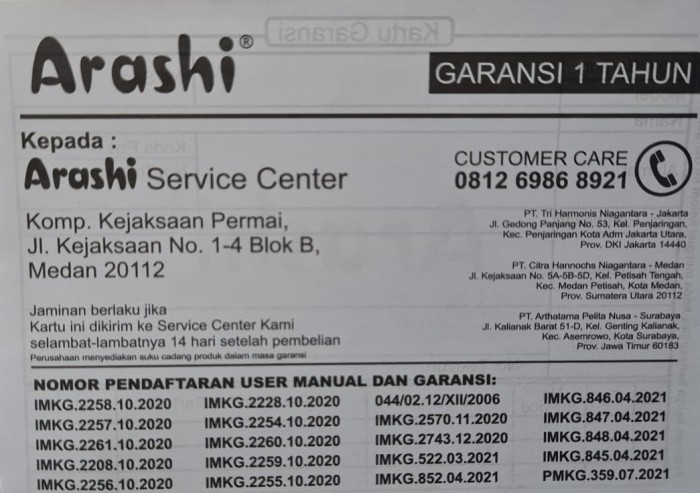 Kartu Garansi
Arashi®
GARANSI 1 TAHUN
Kepada :
Arashi Service Center
Komp. Kejaksaan Permai,
Jl. Kejaksaan No. 1-4 Blok B,
Medan 20112
CUSTOMER CARE
0812 6986 8921
PT. Tri Harmonis Niagantara - Jakarta
Jl. Gedong Panjang No. 53, Kel. Penjaringan,
Kec. Penjaringan Kota Adm Jakarta Utara,
Prov. DKI Jakarta 14440
PT. Citra Hannochs Niagantara - Medan
Jl. Kejaksaan No. 5A-5B-5D, Kel. Petisah Tengah,
Kec. Medan Petisah, Kota Medan,
Prov. Sumatera Utara 20112
PT. Arthatama Pelita Nusa - Surabaya
Jl. Kalianak Barat 51-D, Kel. Genting Kalianak,
Kec. Asemrowo, Kota Surabaya,
Prov. Jawa Timur 60183
Jaminan berlaku jika
Kartu ini dikirim ke Service Center Kami
selambat-lambatnya 14 hari setelah pembelian
Perusahaan menyediakan suku cadang produk dalam masa garansi
NOMOR PENDAFTARAN USER MANUAL DAN GARANSI:
IMKG.2258.10.2020 IMKG.2228.10.2020 044/02.12/XII/2006 IMKG.846.04.2021
IMKG.2257.10.2020 IMKG.2254.10.2020 IMKG.2570.11.2020 IMKG.847.04.2021
IMKG.2261.10.2020 IMKG.2260.10.2020 IMKG.2743.12.2020 IMKG.848.04.2021
IMKG.2208.10.2020 IMKG.2259.10.2020 IMKG.522.03.2021 IMKG.845.04.2021
IMKG.2256.10.2020 IMKG.2255.10.2020 IMKG.852.04.2021 PMKG.359.07.2021